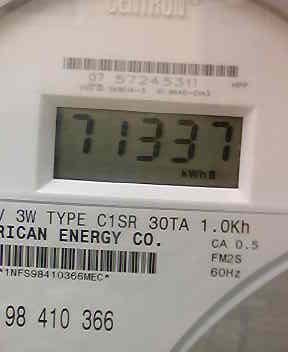 CENTRON®
07 57245311
71337
kWh
V 3W TYPE C1SR 30TA 1.0Kh
RICAN ENERGY CO.
CA 0.5
FM2S
60Hz
*1NFS98410366MEC*
98 410 366